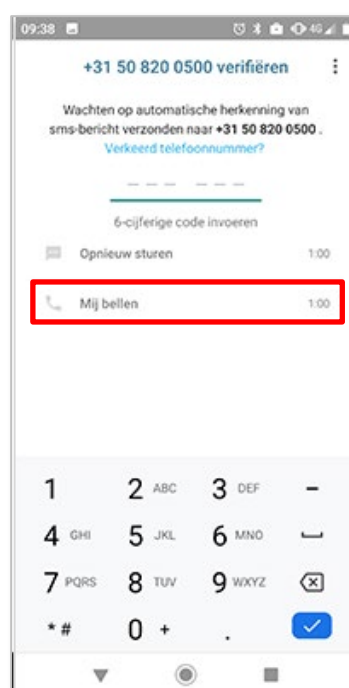 09:38 4G
+31 50 820 0500 verifiëren
Wachten op automatische herkenning van
sms-bericht verzonden naar +31 50 820 0500 .
Verkeerd telefoonnummer?
6-cijferige code invoeren
Opnieuw sturen 1:00
Mij bellen 1:00
1 2 ABC 3 DEF –
4 GHI 5 JKL 6 MNO
7 PQRS 8 TUV 9 WXYZ
* # 0 + .